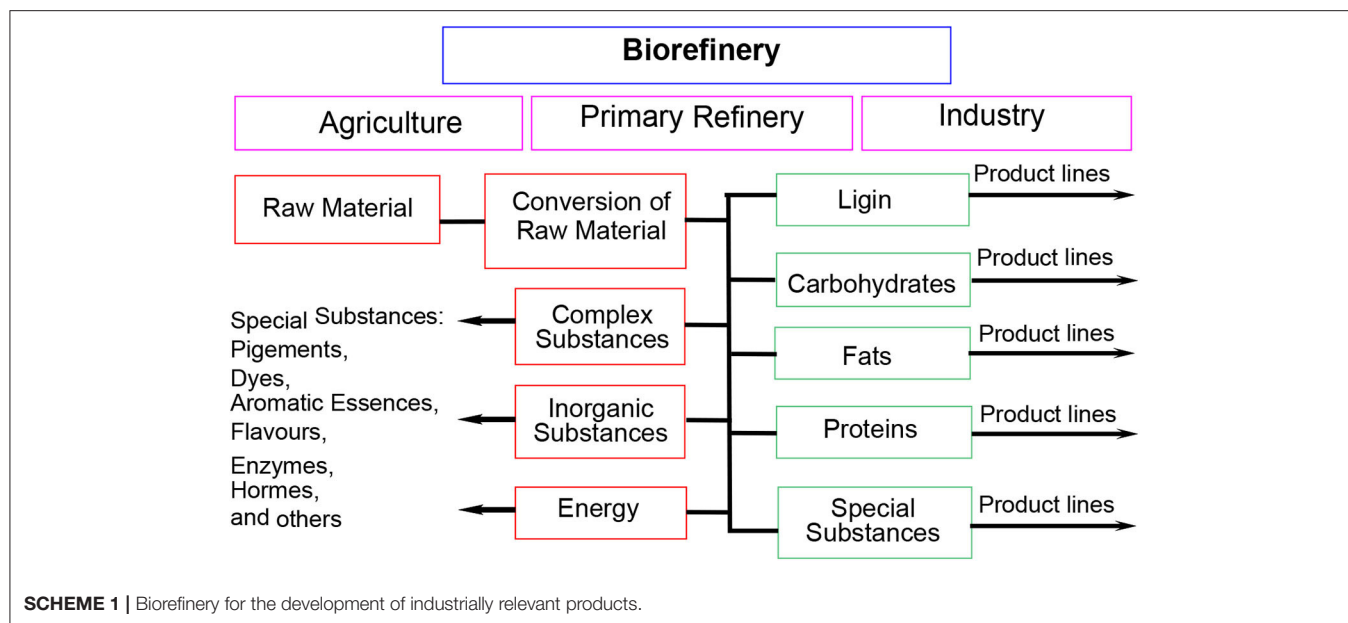 Biorefinery
Agriculture
Primary Refinery
Industry
Raw Material
Conversion of
Raw Material
Complex
Substances
Inorganic
Substances
Energy
Special Substances:
Pigements,
Dyes,
Aromatic Essences,
Flavours,
Enzymes,
Hormes,
and others
Ligin
Product lines
Carbohydrates
Product lines
Fats
Product lines
Proteins
Product lines
Special
Substances
Product lines
SCHEME 1 | Biorefinery for the development of industrially relevant products.